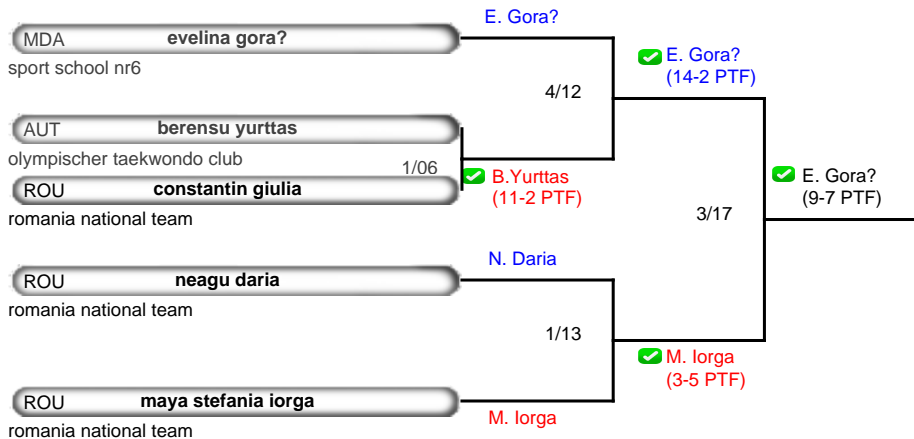 E. Gora?
MDA evelina gora?
sport school nr6
E. Gora?
(14-2 PTF)
4/12
AUT berensu yurttas
olympischer taekwondo club
1/06
B.Yurttas
(11-2 PTF)
E. Gora?
(9-7 PTF)
ROU constantin giulia
romania national team
3/17
N. Daria
ROU neagu daria
romania national team
1/13
M. Iorga
(3-5 PTF)
ROU maya stefania iorga
M. Iorga
romania national team